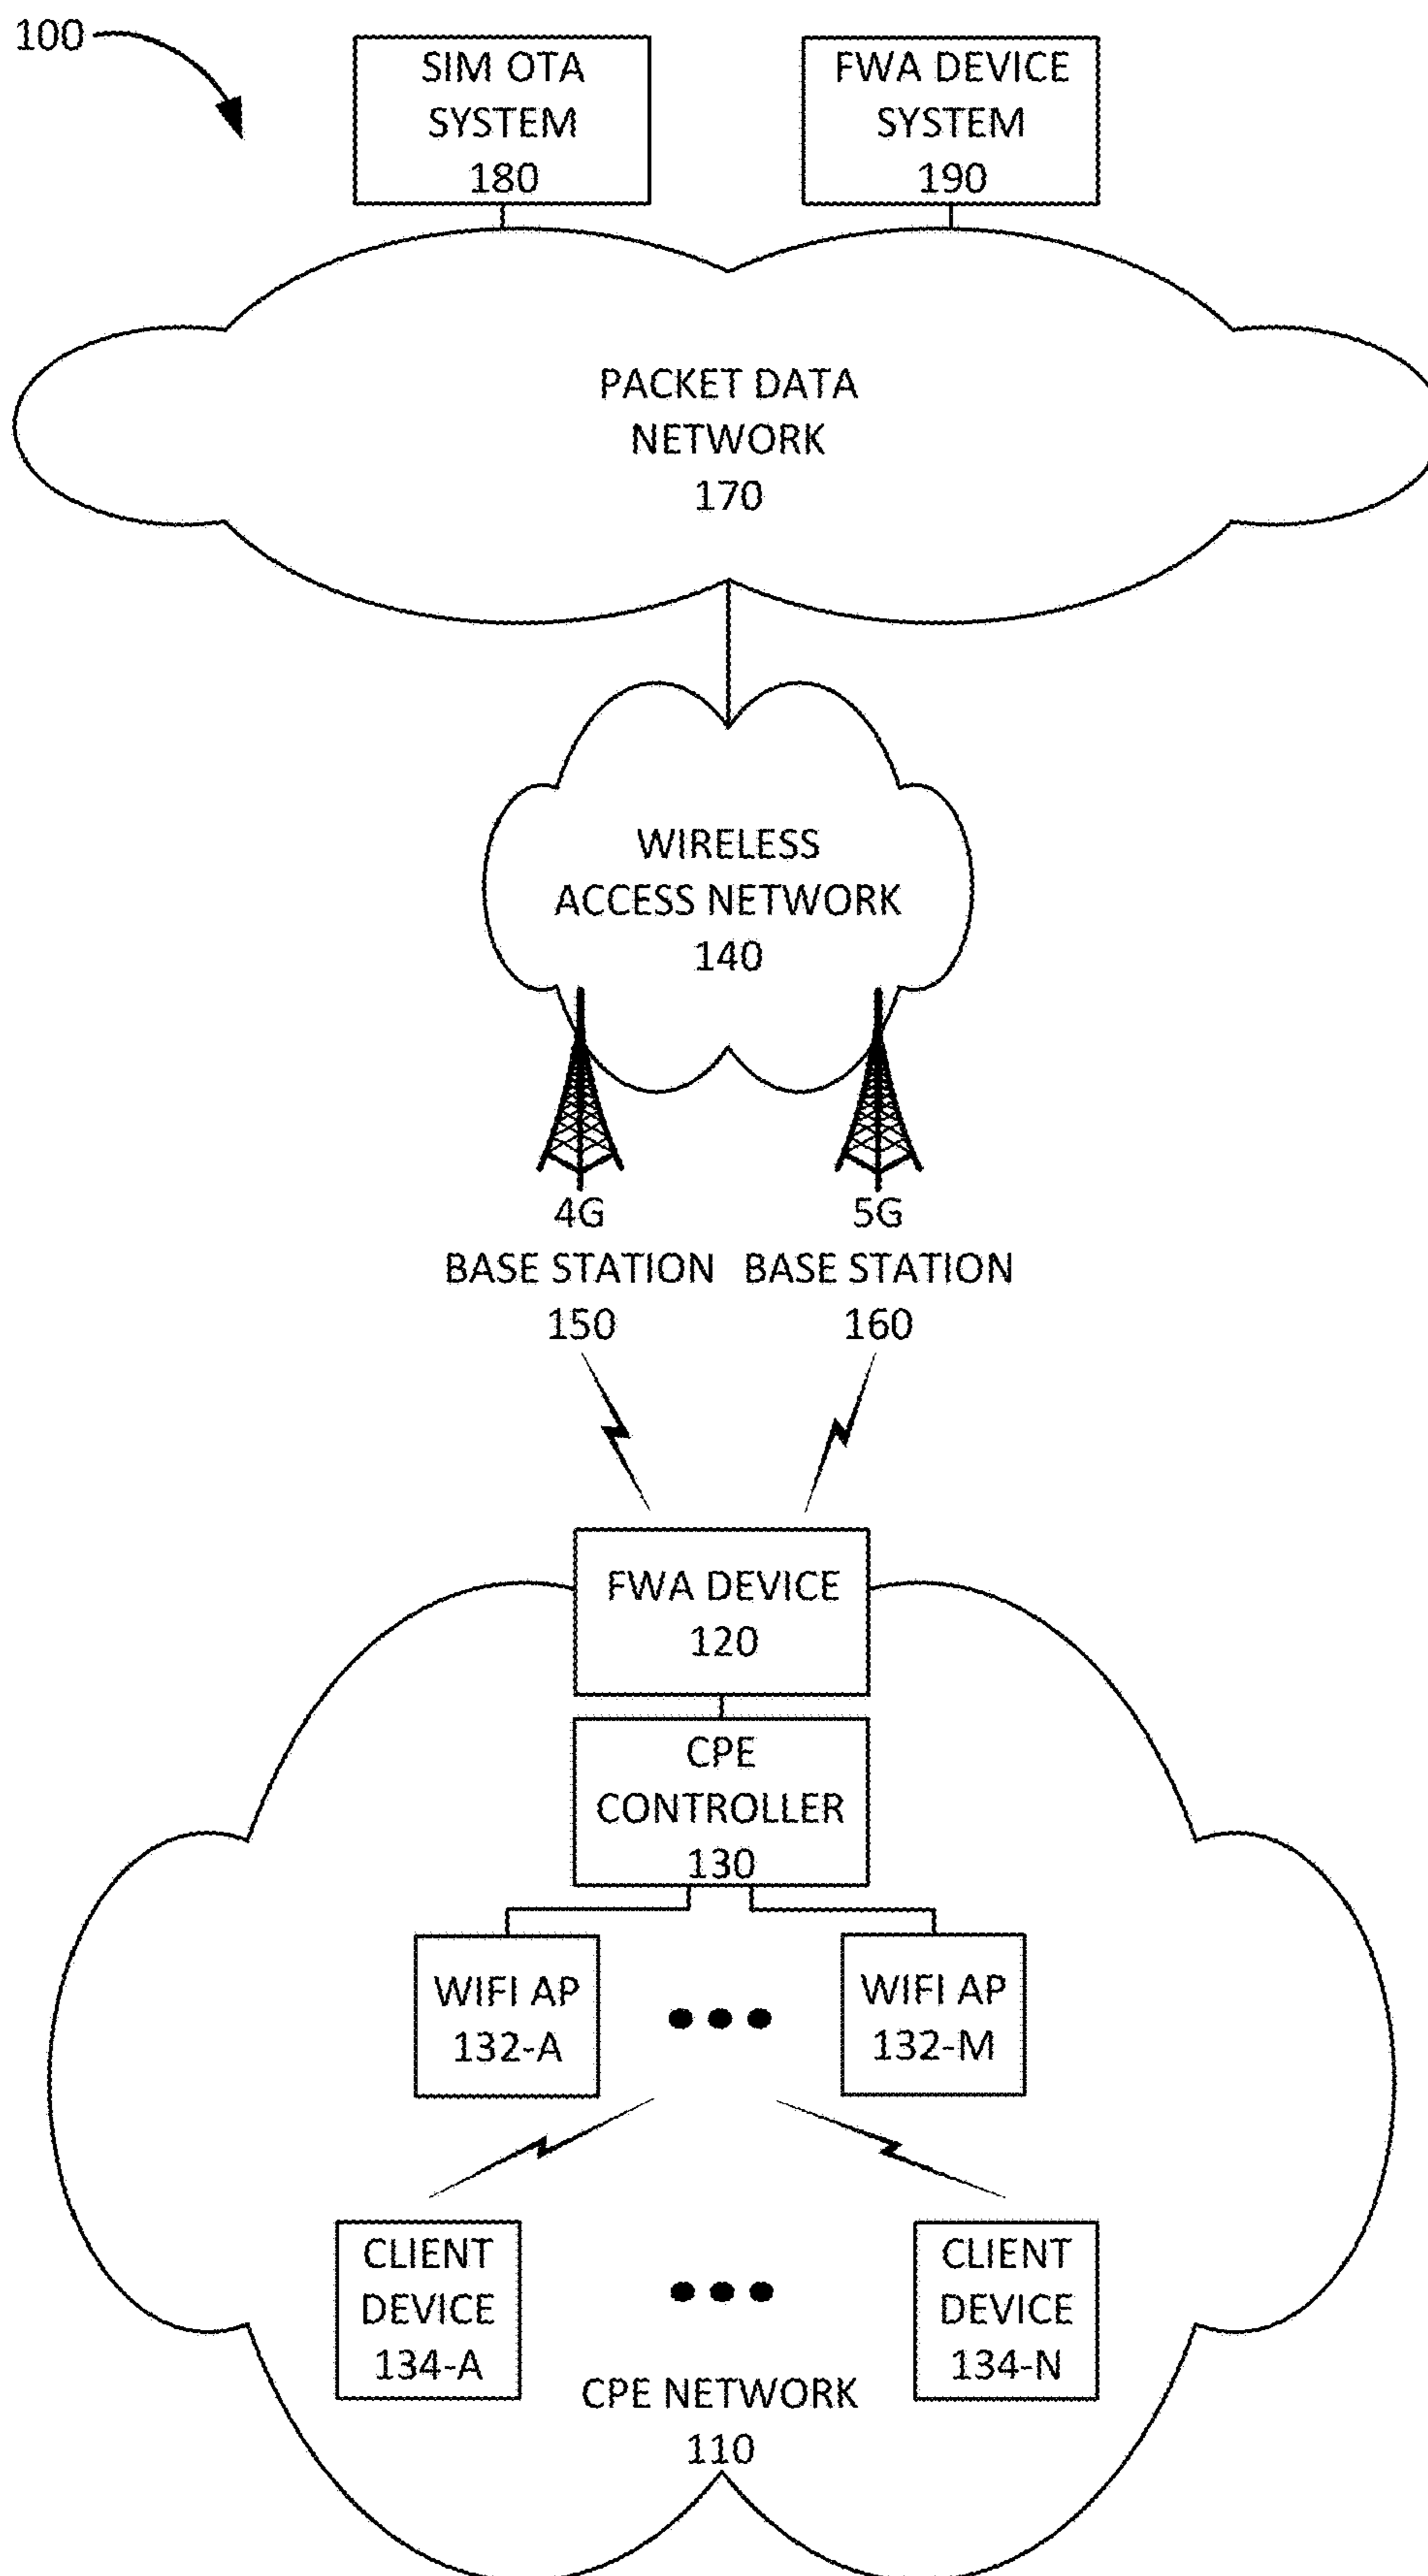 100
SIM OTA
SYSTEM
180
FWA DEVICE
SYSTEM
190
PACKET DATA
NETWORK
170
WIRELESS
ACCESS NETWORK
140
4G
BASE STATION
150
5G
BASE STATION
160
FWA DEVICE
120
CPE
CONTROLLER
130
WIFI AP
132-A
WIFI AP
132-M
CLIENT
DEVICE
134-A
CLIENT
DEVICE
134-N
CPE NETWORK
110